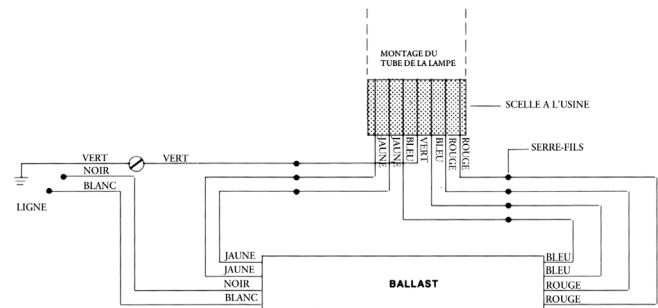 MONTAGE DU
TUBE DE LA LAMPE
SCELLE A L'USINE
JAUNE
JAUNE
BLEU
VERT
BLEU
ROUGE
ROUGE
SERRE-FILS
VERT
VERT
NOIR
BLANC
LIGNE
JAUNE
JAUNE
NOIR
BLANC
BALLAST
BLEU
BLEU
ROUGE
ROUGE